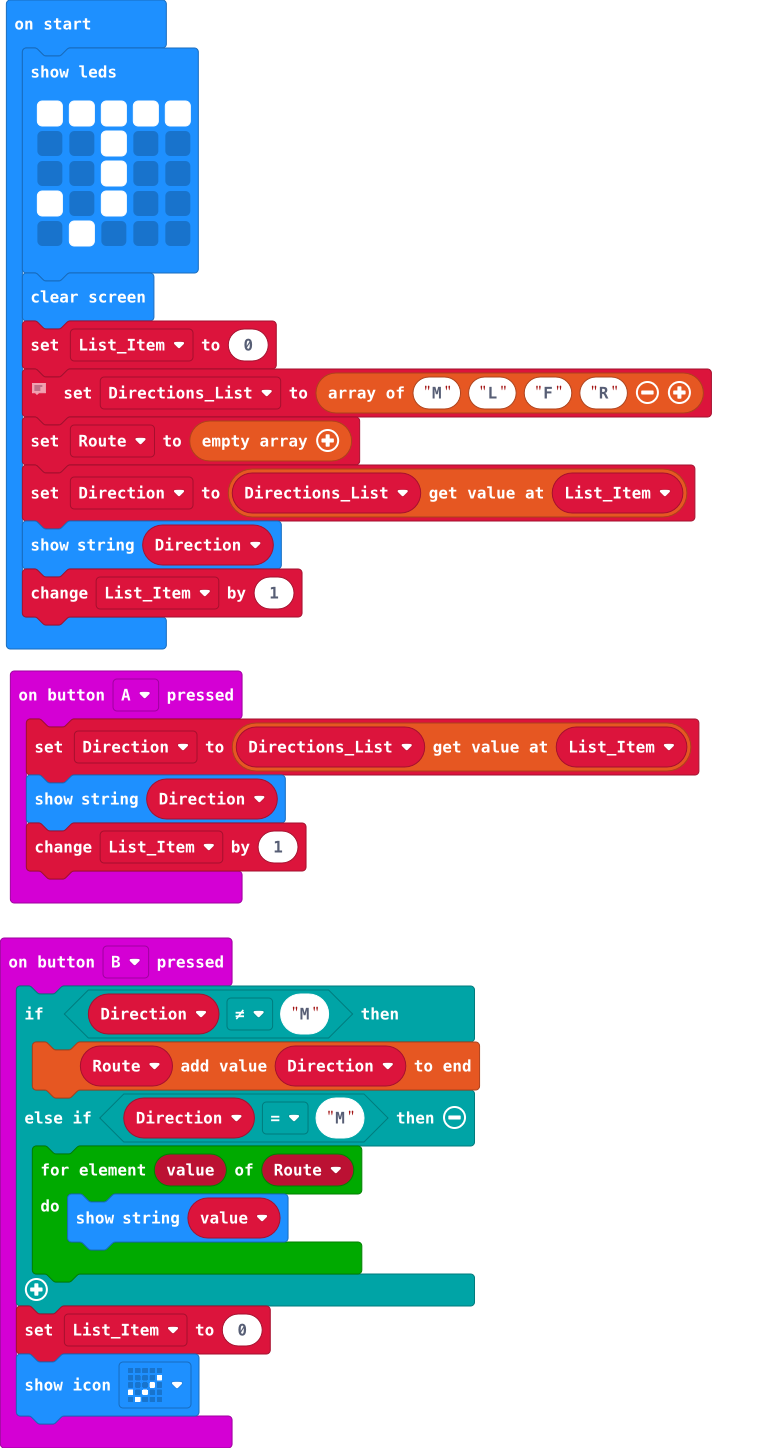 on start
show leds
clear screen
set List_Item to 0
set Directions_List to array of "M" "L" "F" "R"
set Route to empty array
set Direction to Directions_List get value at List_Item
show string Direction
change List_Item by 1
on button A pressed
set Direction to Directions_List get value at List_Item
show string Direction
change List_Item by 1
on button B pressed
if Direction ≠ "M" then
Route add value Direction to end
else if Direction = "M" then
for element value of Route
do
show string value
set List_Item to 0
show icon